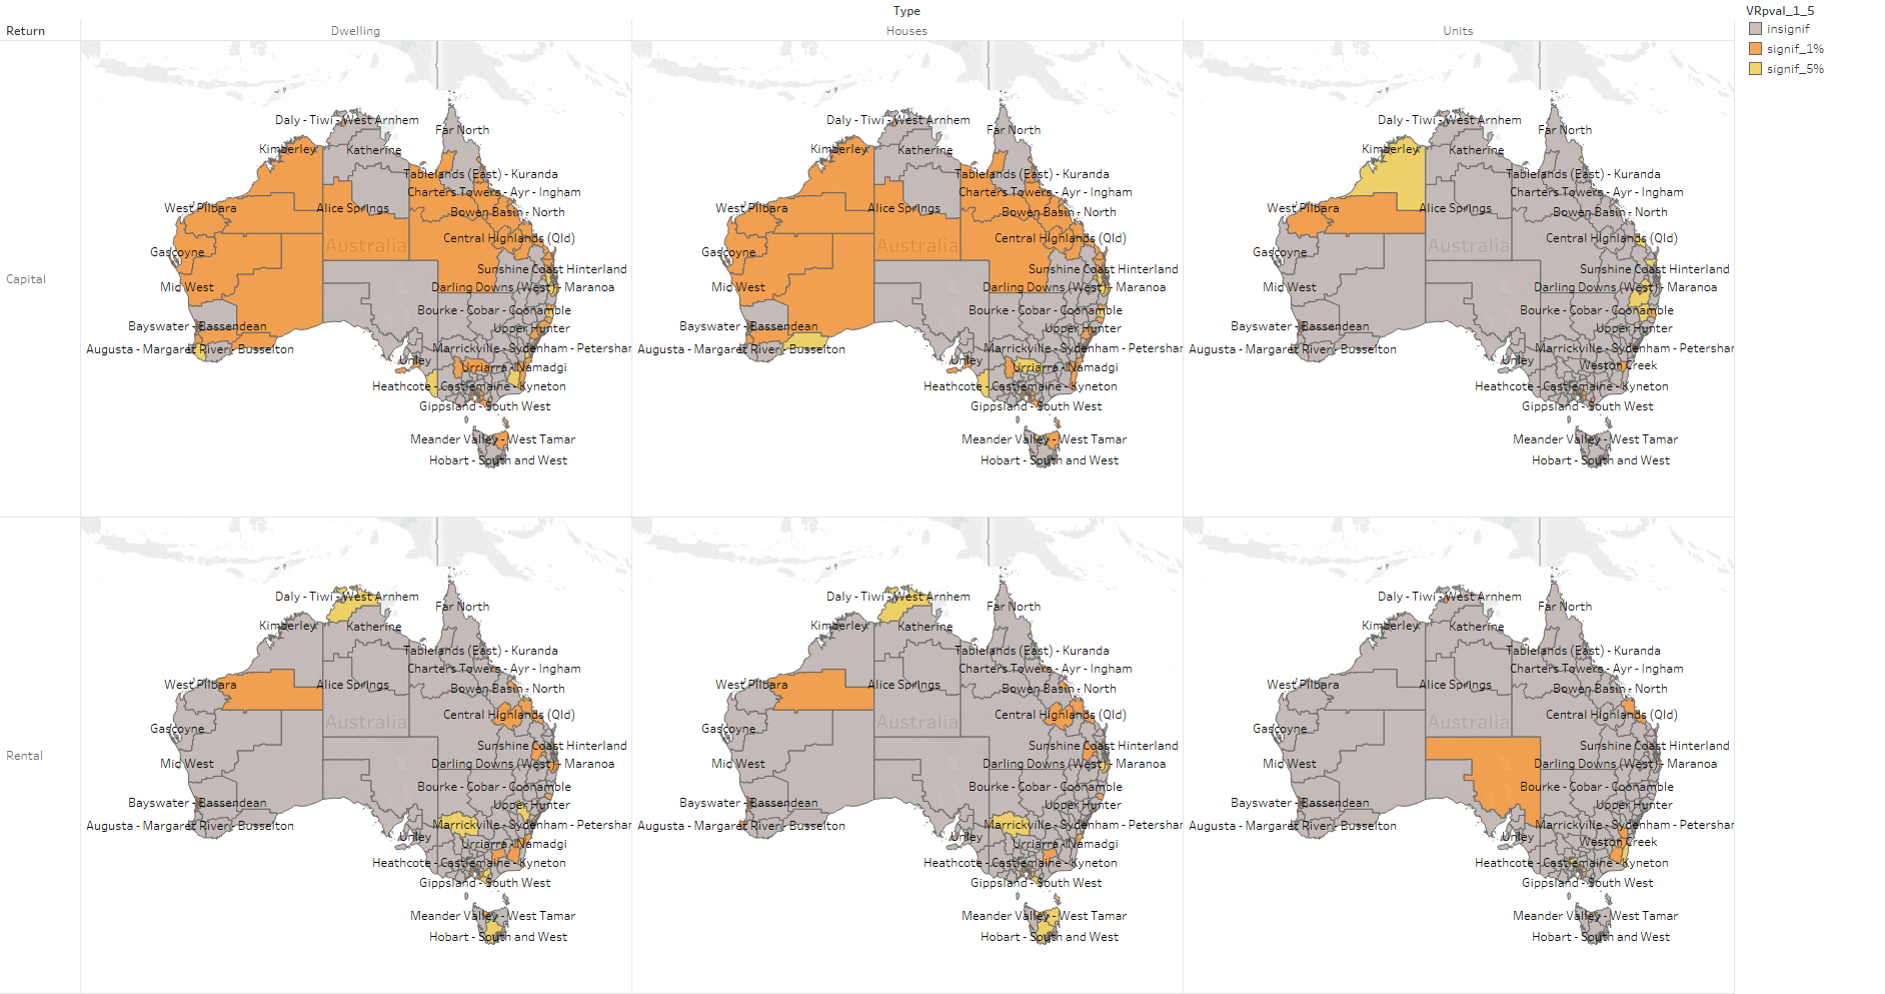 Type
VRpval_1_5
Return
Dwelling
Houses
Units
insignif
signif_1%
signif_5%
Capital
Daly - Tiwi - West Arnhem
Far North
Kimberley
Katherine
Tablelands (East) - Kuranda
Charters Towers - Ayr - Ingham
West Pilbara
Alice Springs
Bowen Basin - North
Australia
Central Highlands (Qld)
Gascoyne
Sunshine Coast Hinterland
Mid West
Darling Downs (West) - Maranoa
Bourke - Cobar - Coonamble
Bayswater - Bassendean
Upper Hunter
Augusta - Margaret River - Busselton
Marrickville - Sydenham - Petersham
Unley
Urriarra - Namadgi
Heathcote - Castlemaine - Kyneton
Gippsland - South West
Meander Valley - West Tamar
Hobart - South and West
Daly - Tiwi - West Arnhem
Far North
Kimberley
Katherine
Tablelands (East) - Kuranda
Charters Towers - Ayr - Ingham
West Pilbara
Alice Springs
Bowen Basin - North
Australia
Central Highlands (Qld)
Gascoyne
Sunshine Coast Hinterland
Mid West
Darling Downs (West) - Maranoa
Bourke - Cobar - Coonamble
Bayswater - Bassendean
Upper Hunter
Augusta - Margaret River - Busselton
Marrickville - Sydenham - Petersham
Unley
Urriarra - Namadgi
Heathcote - Castlemaine - Kyneton
Gippsland - South West
Meander Valley - West Tamar
Hobart - South and West
Daly - Tiwi - West Arnhem
Far North
Kimberley
Katherine
Tablelands (East) - Kuranda
Charters Towers - Ayr - Ingham
West Pilbara
Alice Springs
Bowen Basin - North
Australia
Central Highlands (Qld)
Gascoyne
Sunshine Coast Hinterland
Mid West
Darling Downs (West) - Maranoa
Bourke - Cobar - Coonamble
Bayswater - Bassendean
Upper Hunter
Augusta - Margaret River - Busselton
Marrickville - Sydenham - Petersham
Unley
Weston Creek
Heathcote - Castlemaine - Kyneton
Gippsland - South West
Meander Valley - West Tamar
Hobart - South and West
Rental
Daly - Tiwi - West Arnhem
Far North
Kimberley
Katherine
Tablelands (East) - Kuranda
Charters Towers - Ayr - Ingham
West Pilbara
Alice Springs
Bowen Basin - North
Australia
Central Highlands (Qld)
Gascoyne
Sunshine Coast Hinterland
Mid West
Darling Downs (West) - Maranoa
Bourke - Cobar - Coonamble
Bayswater - Bassendean
Upper Hunter
Augusta - Margaret River - Busselton
Marrickville - Sydenham - Petersham
Unley
Urriarra - Namadgi
Heathcote - Castlemaine - Kyneton
Gippsland - South West
Meander Valley - West Tamar
Hobart - South and West
Daly - Tiwi - West Arnhem
Far North
Kimberley
Katherine
Tablelands (East) - Kuranda
Charters Towers - Ayr - Ingham
West Pilbara
Alice Springs
Bowen Basin - North
Australia
Central Highlands (Qld)
Gascoyne
Sunshine Coast Hinterland
Mid West
Darling Downs (West) - Maranoa
Bourke - Cobar - Coonamble
Bayswater - Bassendean
Upper Hunter
Augusta - Margaret River - Busselton
Marrickville - Sydenham - Petersham
Unley
Urriarra - Namadgi
Heathcote - Castlemaine - Kyneton
Gippsland - South West
Meander Valley - West Tamar
Hobart - South and West
Daly - Tiwi - West Arnhem
Far North
Kimberley
Katherine
Tablelands (East) - Kuranda
Charters Towers - Ayr - Ingham
West Pilbara
Alice Springs
Bowen Basin - North
Australia
Central Highlands (Qld)
Gascoyne
Sunshine Coast Hinterland
Mid West
Darling Downs (West) - Maranoa
Bourke - Cobar - Coonamble
Bayswater - Bassendean
Upper Hunter
Augusta - Margaret River - Busselton
Marrickville - Sydenham - Petersham
Unley
Weston Creek
Heathcote - Castlemaine - Kyneton
Gippsland - South West
Meander Valley - West Tamar
Hobart - South and West